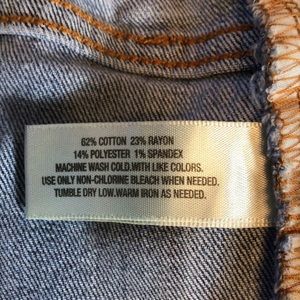 62% COTTON 23% RAYON
14% POLYESTER 1% SPANDEX
MACHINE WASH COLD.WITH LIKE COLORS.
USE ONLY NON-CHLORINE BLEACH WHEN NEEDED.
TUMBLE DRY LOW.WARM IRON AS NEEDED.